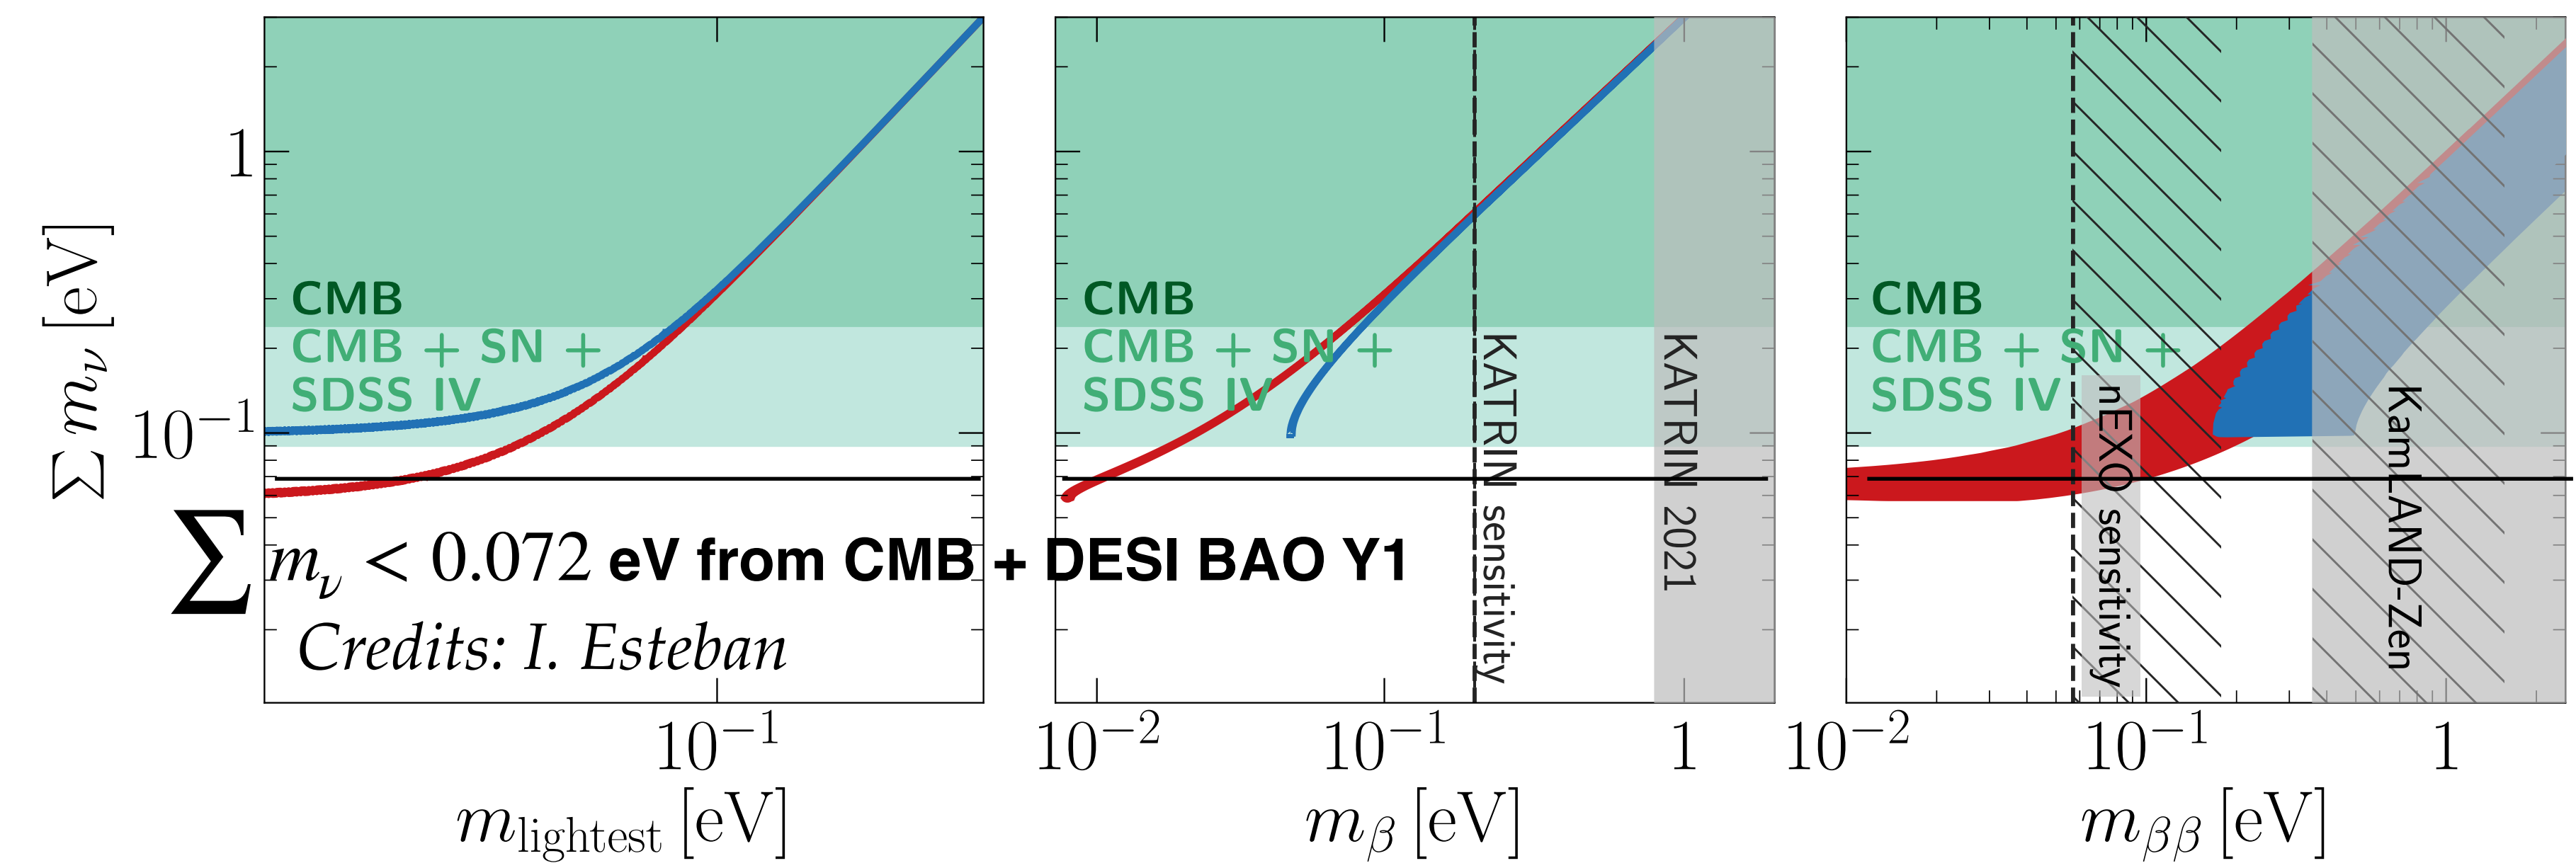 ∑ m_ν [eV]
1
10⁻¹
CMB
CMB + SN +
SDSS IV
∑ m_ν < 0.072 eV from CMB + DESI BAO Y1
Credits: I. Esteban
10⁻¹
m_lightest [eV]
CMB
CMB + SN +
SDSS IV
KATRIN sensitivity
KATRIN 2021
10⁻²
10⁻¹
1
m_β [eV]
CMB
CMB + SN +
SDSS IV
nEXO sensitivity
KamLAND-Zen
10⁻²
10⁻¹
1
m_ββ [eV]